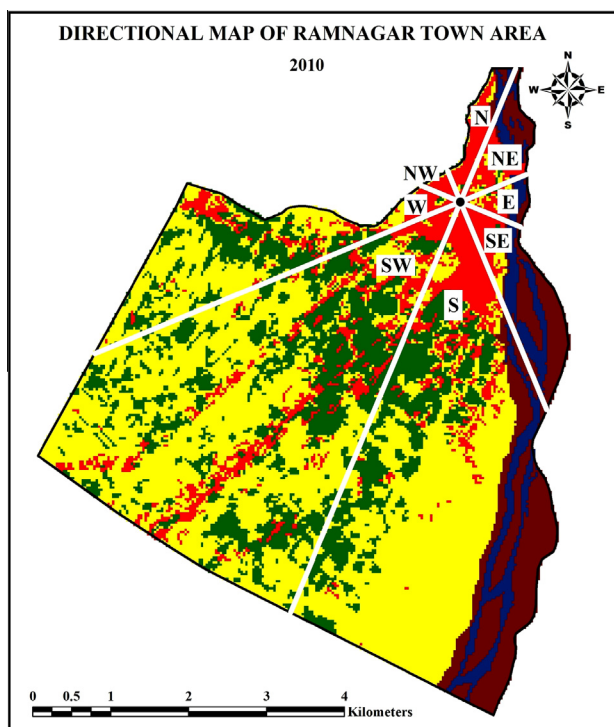 DIRECTIONAL MAP OF RAMNAGAR TOWN AREA
2010
N
W E
S
N
NE
NW
W
E
SE
SW
S
0 0.5 1 2 3 4
Kilometers